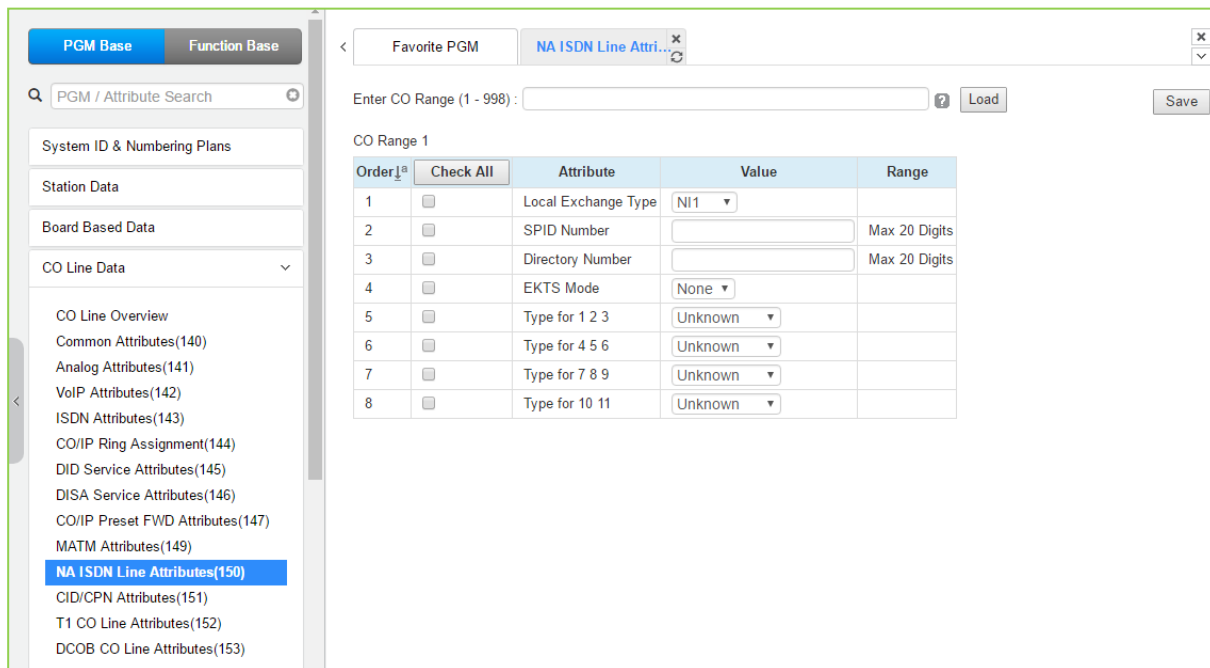 PGM Base Function Base
PGM / Attribute Search
System ID & Numbering Plans
Station Data
Board Based Data
CO Line Data
CO Line Overview
Common Attributes(140)
Analog Attributes(141)
VoIP Attributes(142)
ISDN Attributes(143)
CO/IP Ring Assignment(144)
DID Service Attributes(145)
DISA Service Attributes(146)
CO/IP Preset FWD Attributes(147)
MATM Attributes(149)
NA ISDN Line Attributes(150)
CID/CPN Attributes(151)
T1 CO Line Attributes(152)
DCOB CO Line Attributes(153)
Favorite PGM NA ISDN Line Attri...
Enter CO Range (1 - 998) : Load Save
CO Range 1
Order Check All Attribute Value Range
1 Local Exchange Type NI1
2 SPID Number Max 20 Digits
3 Directory Number Max 20 Digits
4 EKTS Mode None
5 Type for 1 2 3 Unknown
6 Type for 4 5 6 Unknown
7 Type for 7 8 9 Unknown
8 Type for 10 11 Unknown